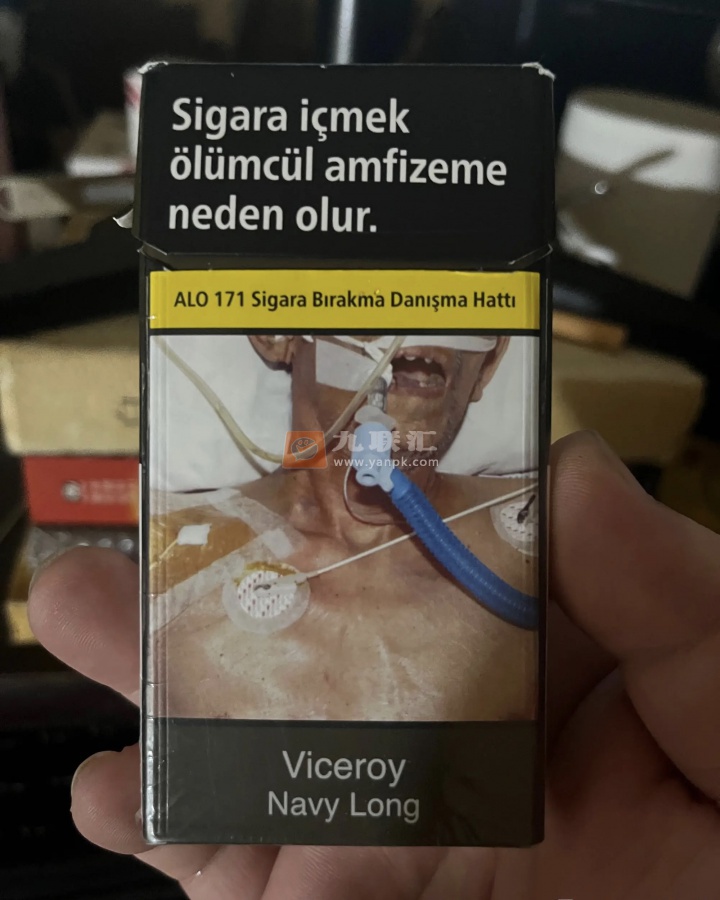 Sigara içmek
ölümcül amfizeme
neden olur.
ALO 171 Sigara Bırakma Danışma Hattı
九联汇
www.yanpk.com
Viceroy
Navy Long